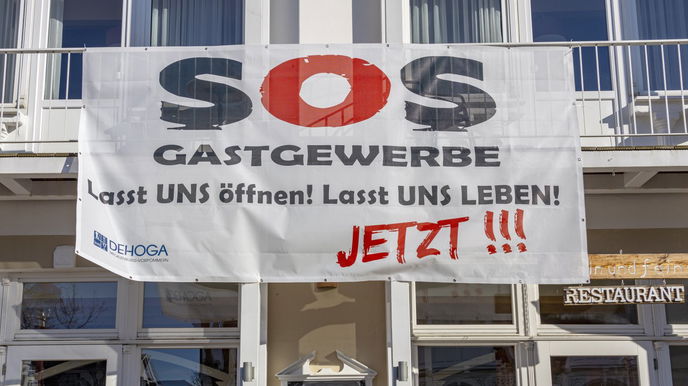 SOS
GASTGEWERBE
Lasst UNS öffnen! Lasst UNS LEBEN!
JETZT !!!
DEHOGA
RESTAURANT